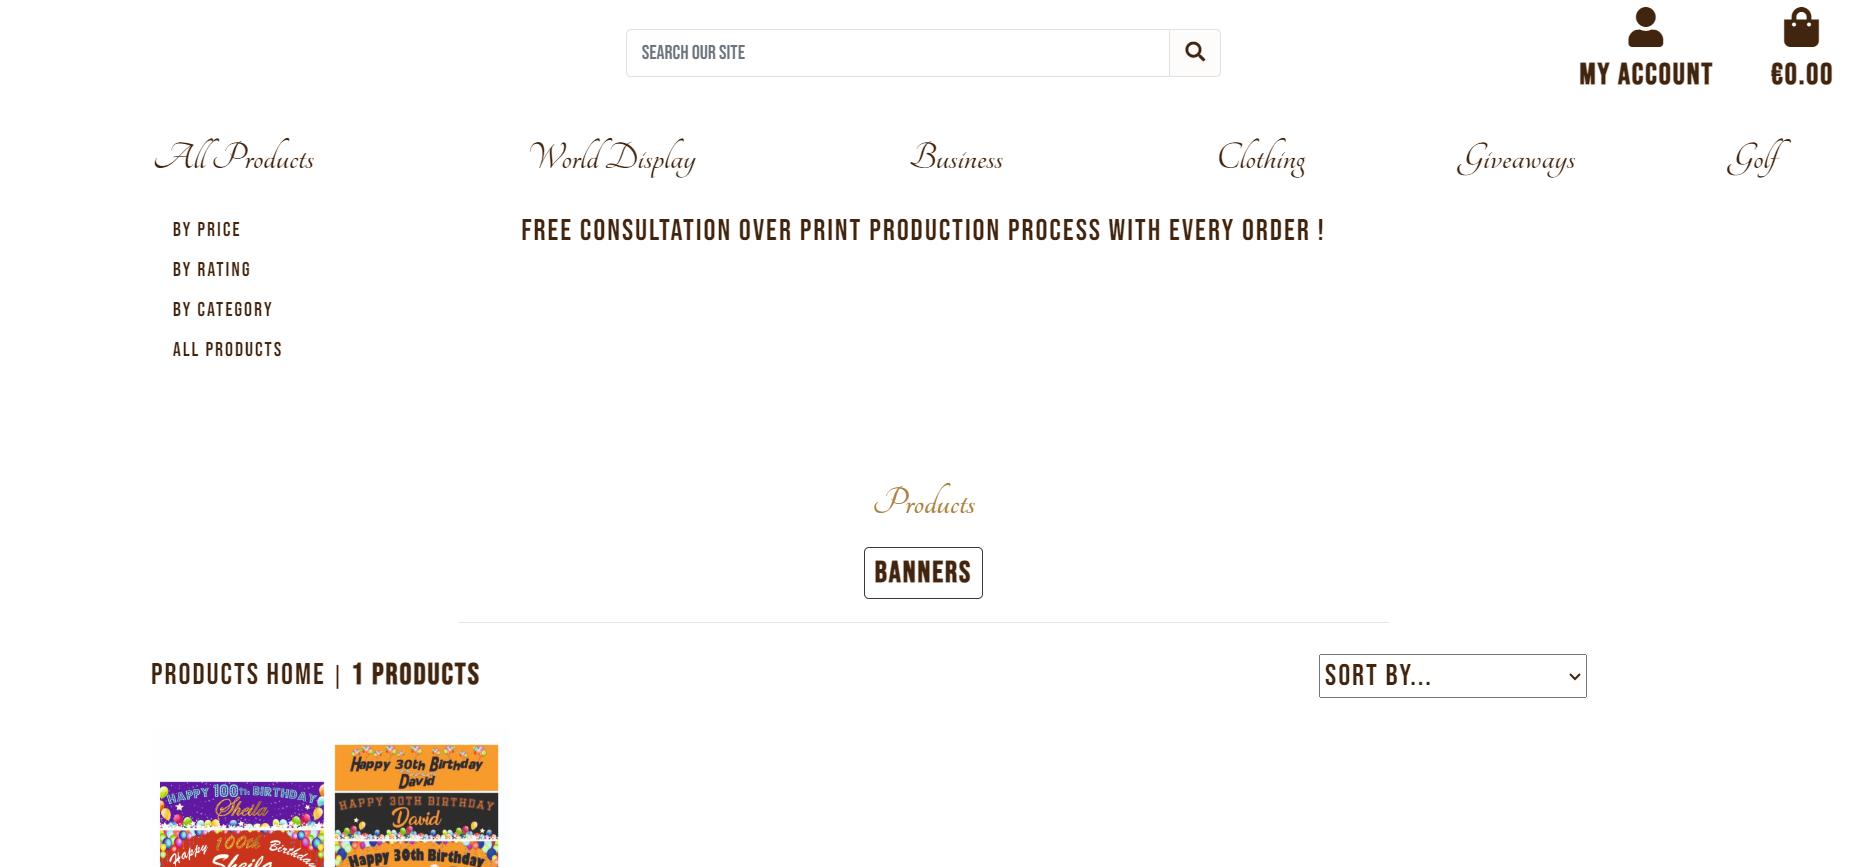 SEARCH OUR SITE
MY ACCOUNT
€0.00
All Products
World Display
Business
Clothing
Giveaways
Golf
BY PRICE
BY RATING
BY CATEGORY
ALL PRODUCTS
FREE CONSULTATION OVER PRINT PRODUCTION PROCESS WITH EVERY ORDER !
Products
BANNERS
PRODUCTS HOME | 1 PRODUCTS
SORT BY...
HAPPY 100TH BIRTHDAY
Sheila
Happy 100th Birthday
Sheila
Happy 30th Birthday
David
HAPPY 30TH BIRTHDAY
David
Happy 30th Birthday